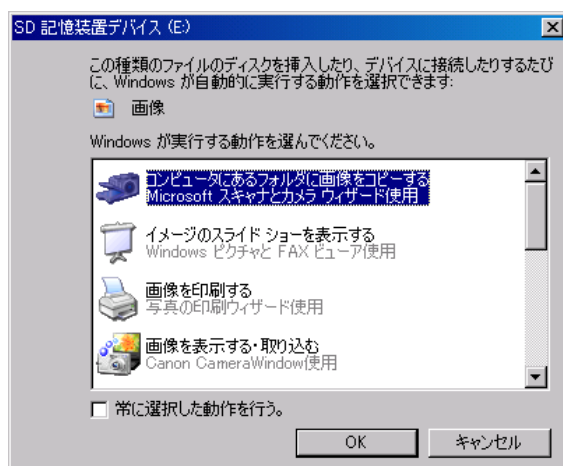 SD 記憶装置デバイス (E:)
この種類のファイルのディスクを挿入したり、デバイスに接続したりするたび
に、Windows が自動的に実行する動作を選択できます:
画像
Windows が実行する動作を選んでください。
コンピュータにあるフォルダに画像をコピーする
Microsoft スキャナとカメラ ウィザード使用
イメージのスライド ショーを表示する
Windows ピクチャと FAX ビューア使用
画像を印刷する
写真の印刷ウィザード使用
画像を表示する・取り込む
Canon CameraWindow使用
常に選択した動作を行う。
OK
キャンセル